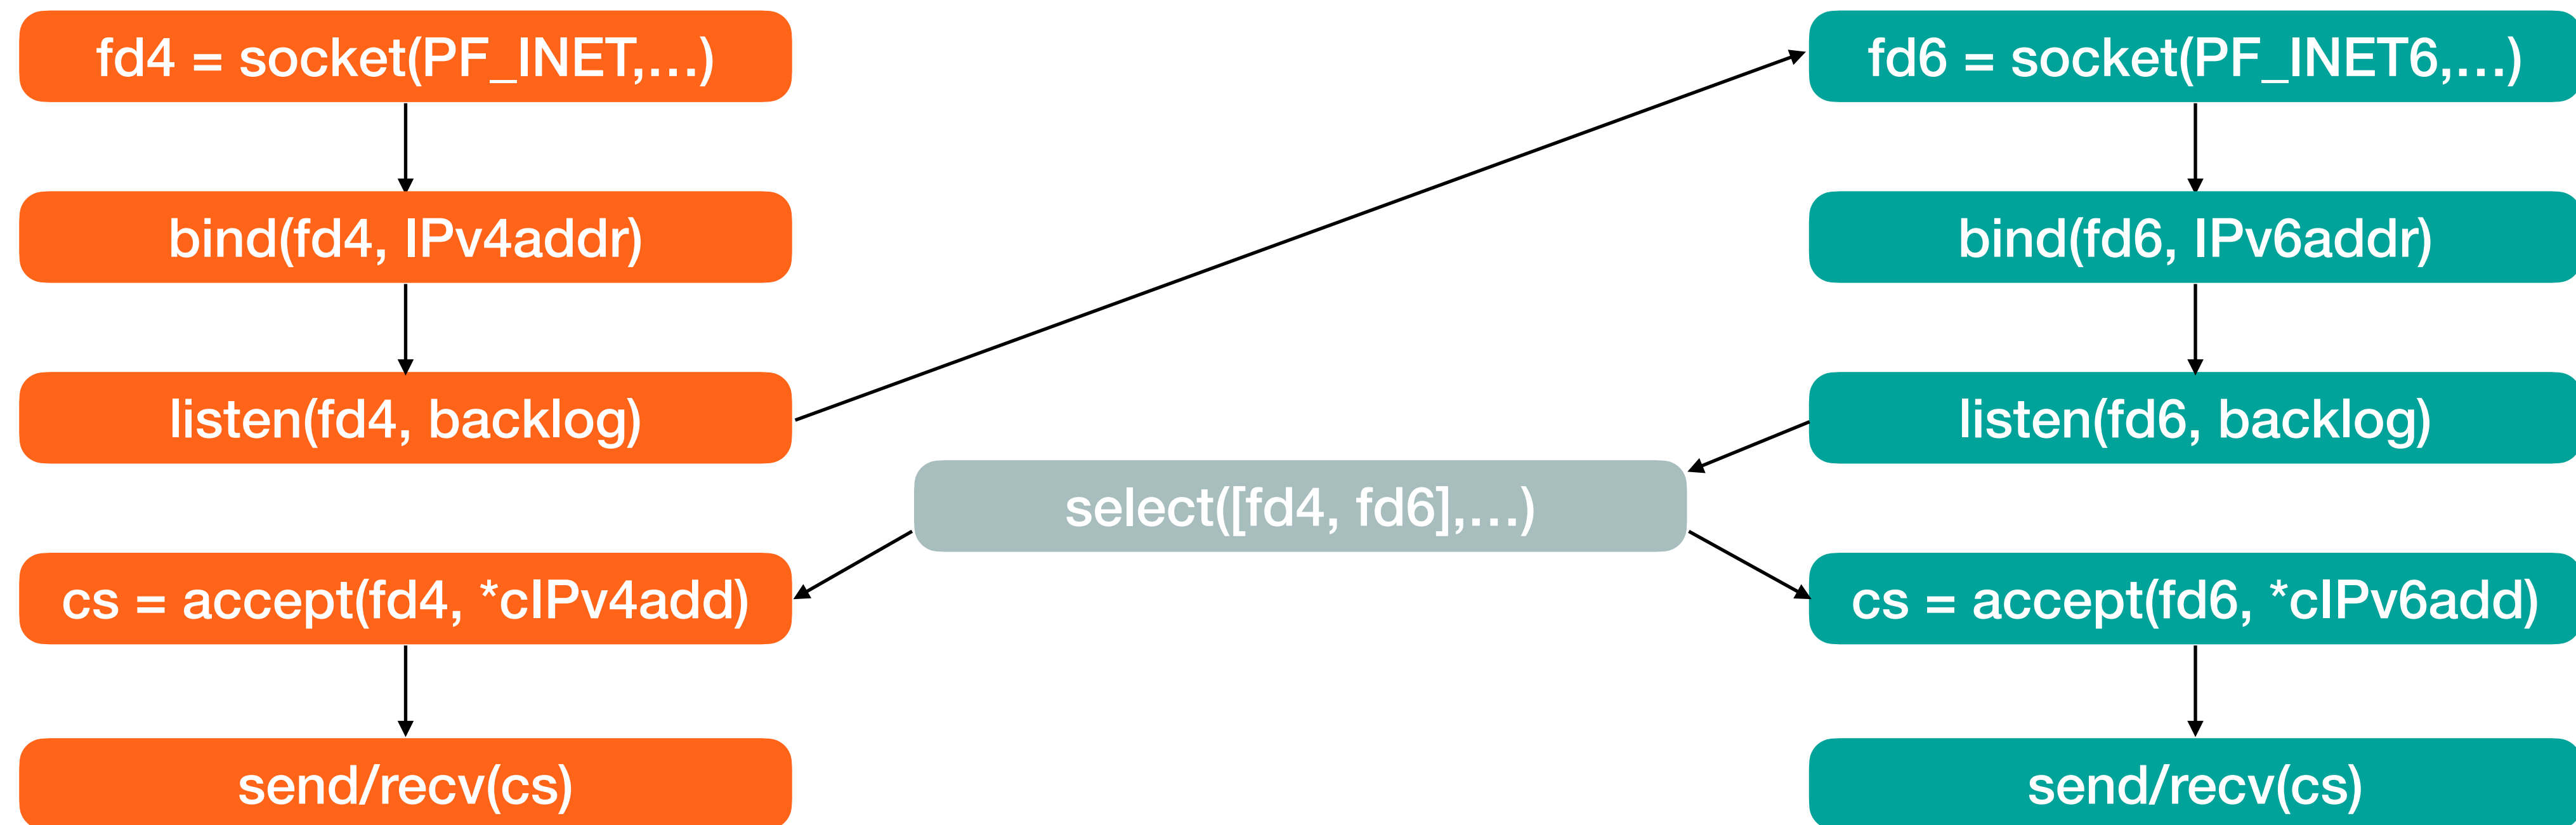 fd4 = socket(PF_INET,…)
bind(fd4, IPv4addr)
listen(fd4, backlog)
fd6 = socket(PF_INET6,…)
bind(fd6, IPv6addr)
listen(fd6, backlog)
select([fd4, fd6],…)
cs = accept(fd4, *cIPv4add)
send/recv(cs)
cs = accept(fd6, *cIPv6add)
send/recv(cs)